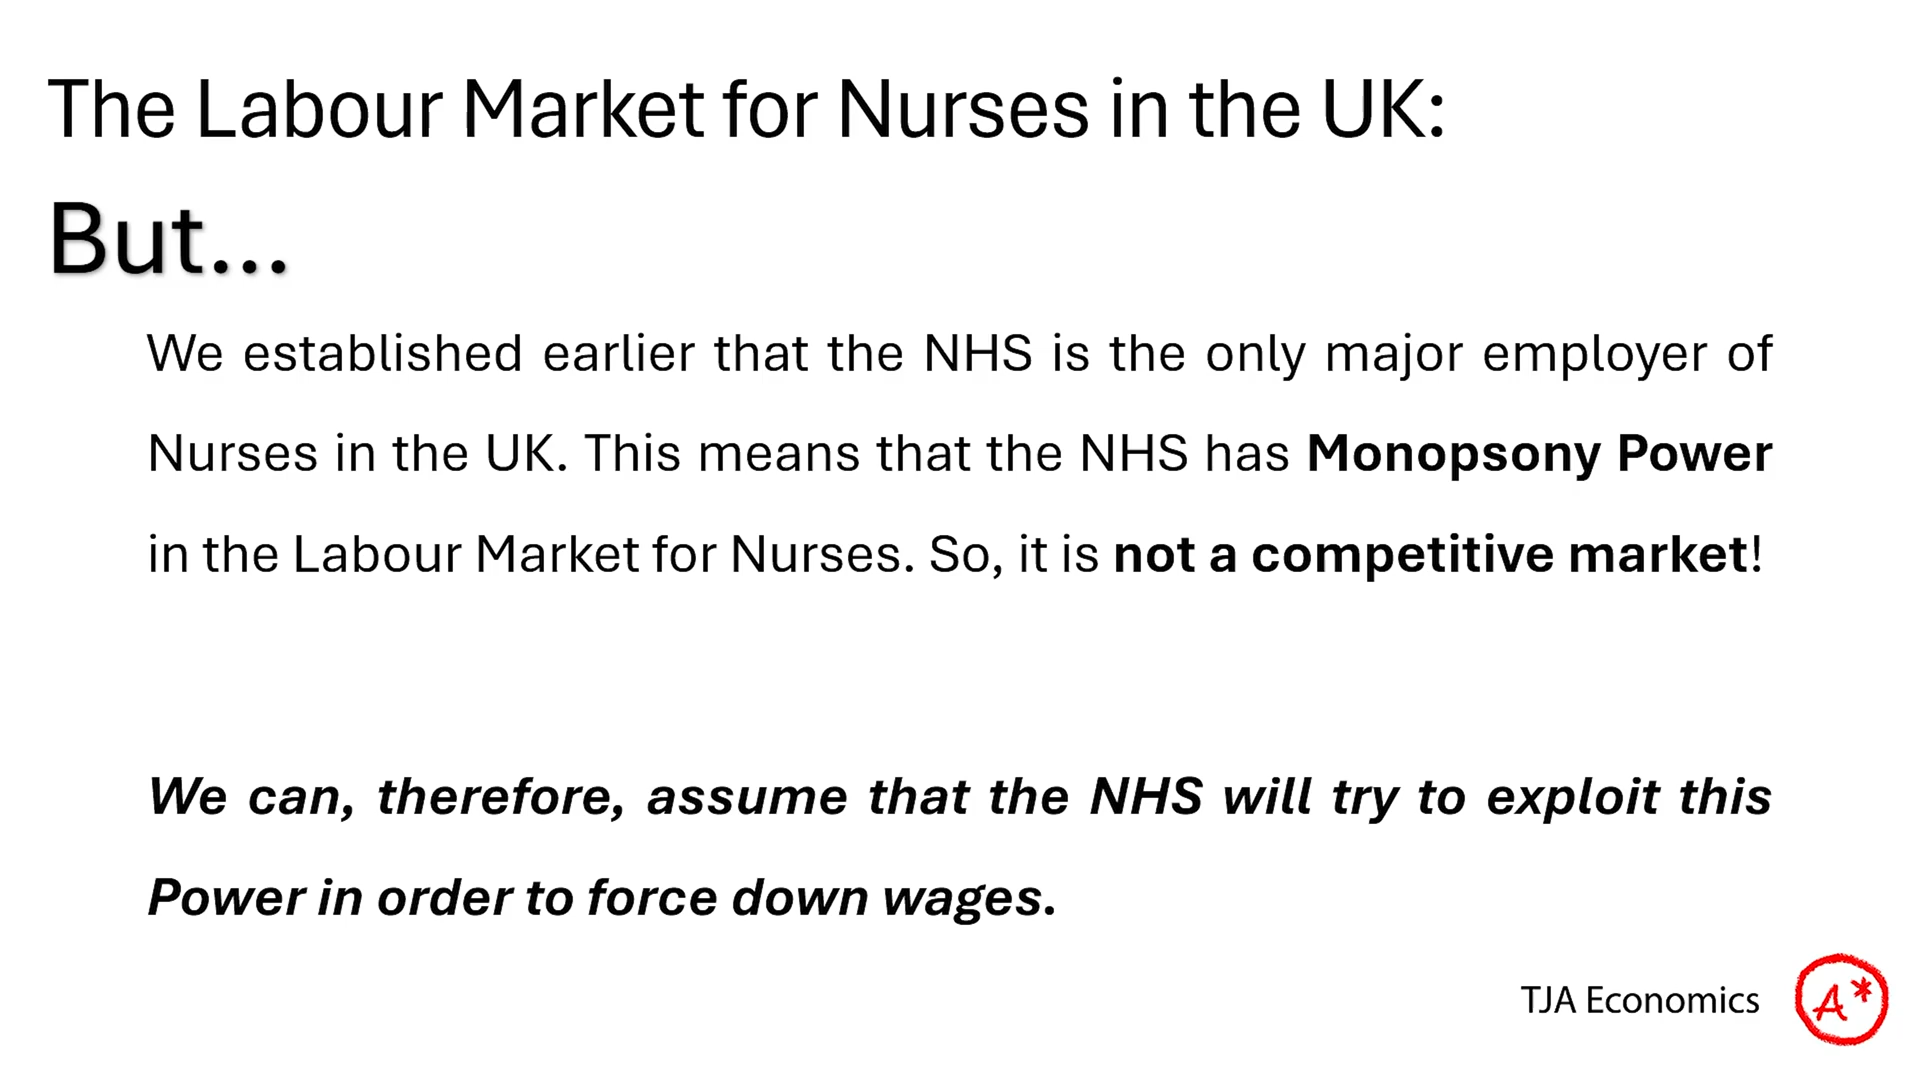 The Labour Market for Nurses in the UK:
But...
We established earlier that the NHS is the only major employer of
Nurses in the UK. This means that the NHS has Monopsony Power
in the Labour Market for Nurses. So, it is not a competitive market!
We can, therefore, assume that the NHS will try to exploit this
Power in order to force down wages.
TJA Economics
A*